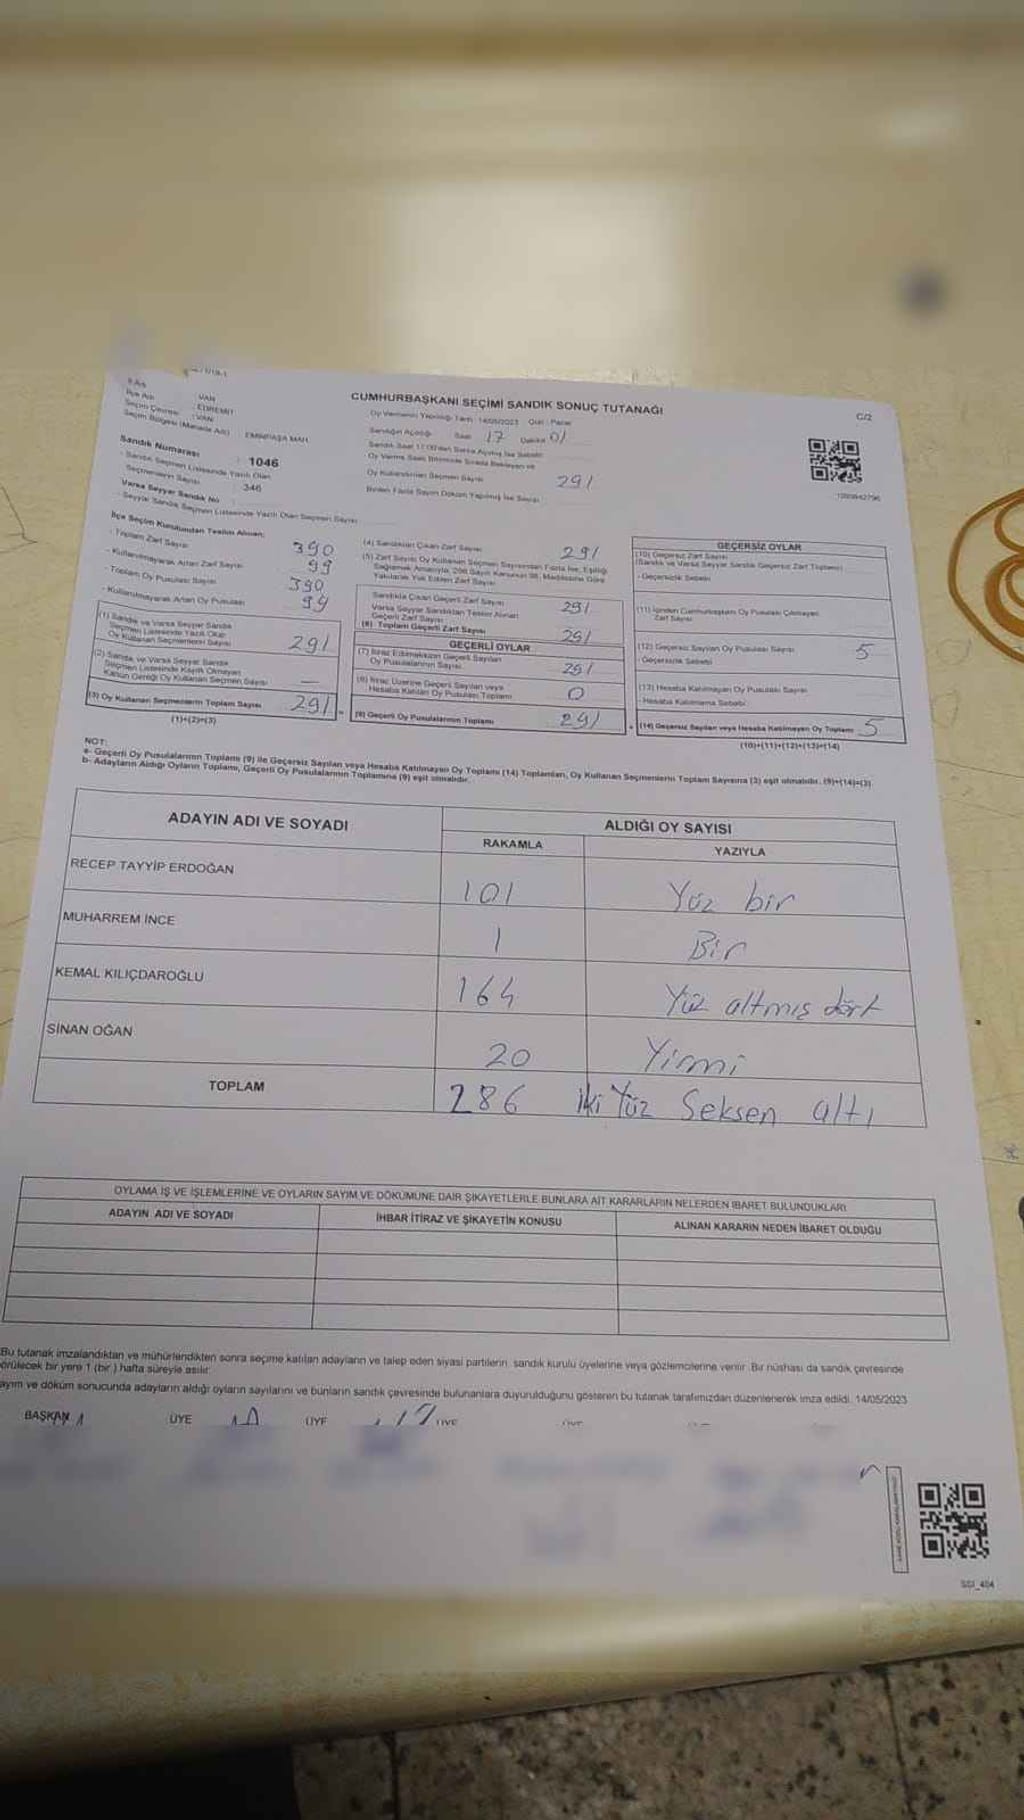 İl Adı : VAN
İlçe Adı : EDREMİT
Seçim Çevresi : VAN
Seçim Bölgesi (Mahalle Adı) : EMİNPAŞA MAH.
Sandık Numarası : 1046
- Sandık Seçmen Listesinde Yazılı Olan
Seçmenlerin Sayısı : 346
Varsa Seyyar Sandık No
- Seyyar Sandık Seçmen Listesinde Yazılı Olan Seçmen Sayısı
CUMHURBAŞKANI SEÇİMİ SANDIK SONUÇ TUTANAĞI
C/2
Oy Vermenin Yapıldığı Tarih : 14/05/2023 Gün : Pazar
Sandığın Açıldığı Saat 17 Dakika 01
Oy Kullandırılan Seçmen Sayısı 291
Birden Fazla Sayım Döküm Yapılmış İse Sayısı
İlçe Seçim Kurulundan Teslim Alınan;
- Toplam Zarf Sayısı 390
- Kullanılmayarak Artan Zarf Sayısı 99
- Toplam Oy Pusulası Sayısı 390
- Kullanılmayarak Artan Oy Pusulası 99
(1) Sandık ve Varsa Seyyar Sandık
Seçmen Listesinde Yazılı Olup
Oy Kullanan Seçmenlerin Sayısı 291
(2) Sandık ve Varsa Seyyar Sandık
Seçmen Listesinde Kayıtlı Olmayan
Kanun Gereği Oy Kullanan Seçmen Sayısı —
(3) Oy Kullanan Seçmenlerin Toplam Sayısı 291
(1)+(2)=(3)
(4) Sandıktan Çıkan Zarf Sayısı 291
(5) Zarf Sayısı Oy Kullanan Seçmen Sayısından Fazla İse, Eşitliği
Sağlamak Amacıyla, 298 Sayılı Kanunun 98. Maddesine Göre
Yakılarak Yok Edilen Zarf Sayısı
Sandıkta Çıkan Geçerli Zarf Sayısı 291
Varsa Seyyar Sandıktan Teslim Alınan
Geçerli Zarf Sayısı
(6) Toplam Geçerli Zarf Sayısı 291
GEÇERLİ OYLAR
(7) İtiraz Edilmeksizin Geçerli Sayılan
Oy Pusulalarının Sayısı 291
(8) İtiraz Üzerine Geçerli Sayılan veya
Hesaba Katılan Oy Pusulası Toplamı 0
(9) Geçerli Oy Pusulalarının Toplamı 291
GEÇERSİZ OYLAR
(10) Geçersiz Zarf Sayısı
(Sandık ve Varsa Seyyar Sandık Geçersiz Zarf Toplamı)
- Geçersizlik Sebebi
(11) İçinden Cumhurbaşkanı Oy Pusulası Çıkmayan
Zarf Sayısı
(12) Geçersiz Sayılan Oy Pusulası Sayısı 5
- Geçersizlik Sebebi
(13) Hesaba Katılmayan Oy Pusulası Sayısı
- Hesaba Katılmama Sebebi
(14) Geçersiz Sayılan veya Hesaba Katılmayan Oy Toplamı 5
(10)+(11)+(12)+(13)=(14)
NOT:
a- Geçerli Oy Pusulalarının Toplamı (9) ile Geçersiz Sayılan veya Hesaba Katılmayan Oy Toplamı (14) Toplamları, Oy Kullanan Seçmenlerin Toplam Sayısına (3) eşit olmalıdır. (9)+(14)=(3)
b- Adayların Aldığı Oyların Toplamı, Geçerli Oy Pusulalarının Toplamına (9) eşit olmalıdır.
ADAYIN ADI VE SOYADI ALDIĞI OY SAYISI
RAKAMLA YAZIYLA
RECEP TAYYİP ERDOĞAN 101 Yüz bir
MUHARREM İNCE 1 Bir
KEMAL KILIÇDAROĞLU 164 Yüz altmış dört
SİNAN OĞAN 20 Yirmi
TOPLAM 286 iki Yüz Seksen altı
OYLAMA İŞ VE İŞLEMLERİNE VE OYLARIN SAYIM VE DÖKÜMÜNE DAİR ŞİKAYETLERLE BUNLARA AİT KARARLARIN NELERDEN İBARET BULUNDUKLARI
ADAYIN ADI VE SOYADI İHBAR İTİRAZ VE ŞİKAYETİN KONUSU ALINAN KARARIN NEDEN İBARET OLDUĞU
Bu tutanak imzalandıktan ve mühürlendikten sonra seçime katılan adayların ve talep eden siyasi partilerin, sandık kurulu üyelerine veya gözlemcilerine verilir. Bir nüshası da sandık çevresinde
örülecek bir yere 1 (bir ) hafta süreyle asılır.
ayım ve döküm sonucunda adayların aldığı oyların sayılarını ve bunların sandık çevresinde bulunanlara duyurulduğunu gösteren bu tutanak tarafımızdan düzenlenerek imza edildi. 14/05/2023
BAŞKAN ÜYE ÜYE ÜYE
SSI_404